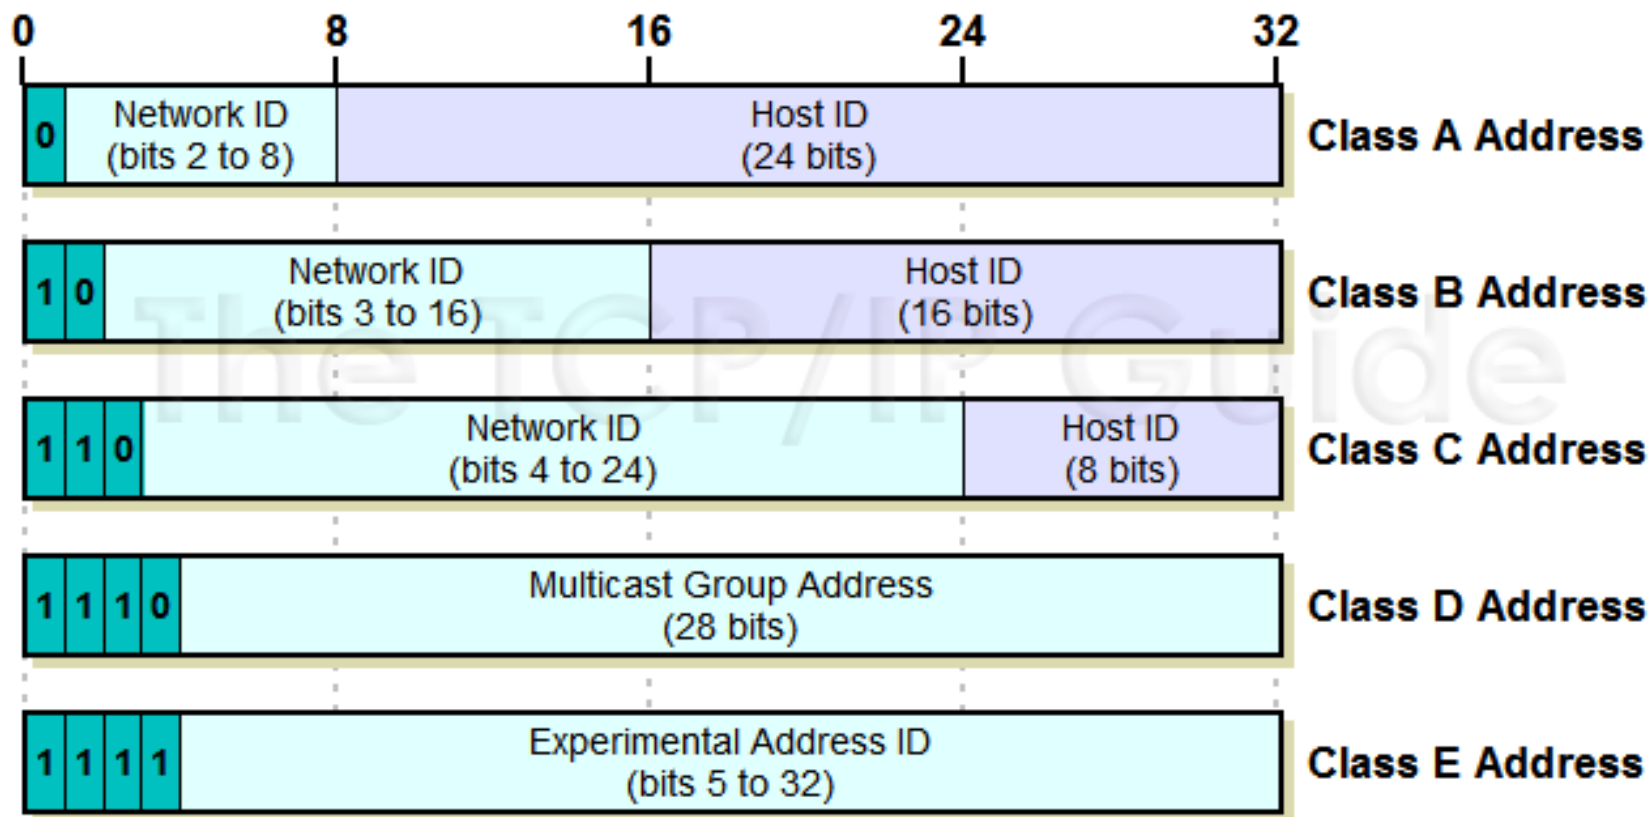 0 8 16 24 32
0 Network ID Host ID Class A Address
(bits 2 to 8) (24 bits)
1 0 Network ID Host ID Class B Address
(bits 3 to 16) (16 bits)
The TCP/IP Guide
1 1 0 Network ID Host ID Class C Address
(bits 4 to 24) (8 bits)
1 1 1 0 Multicast Group Address Class D Address
(28 bits)
1 1 1 1 Experimental Address ID Class E Address
(bits 5 to 32)